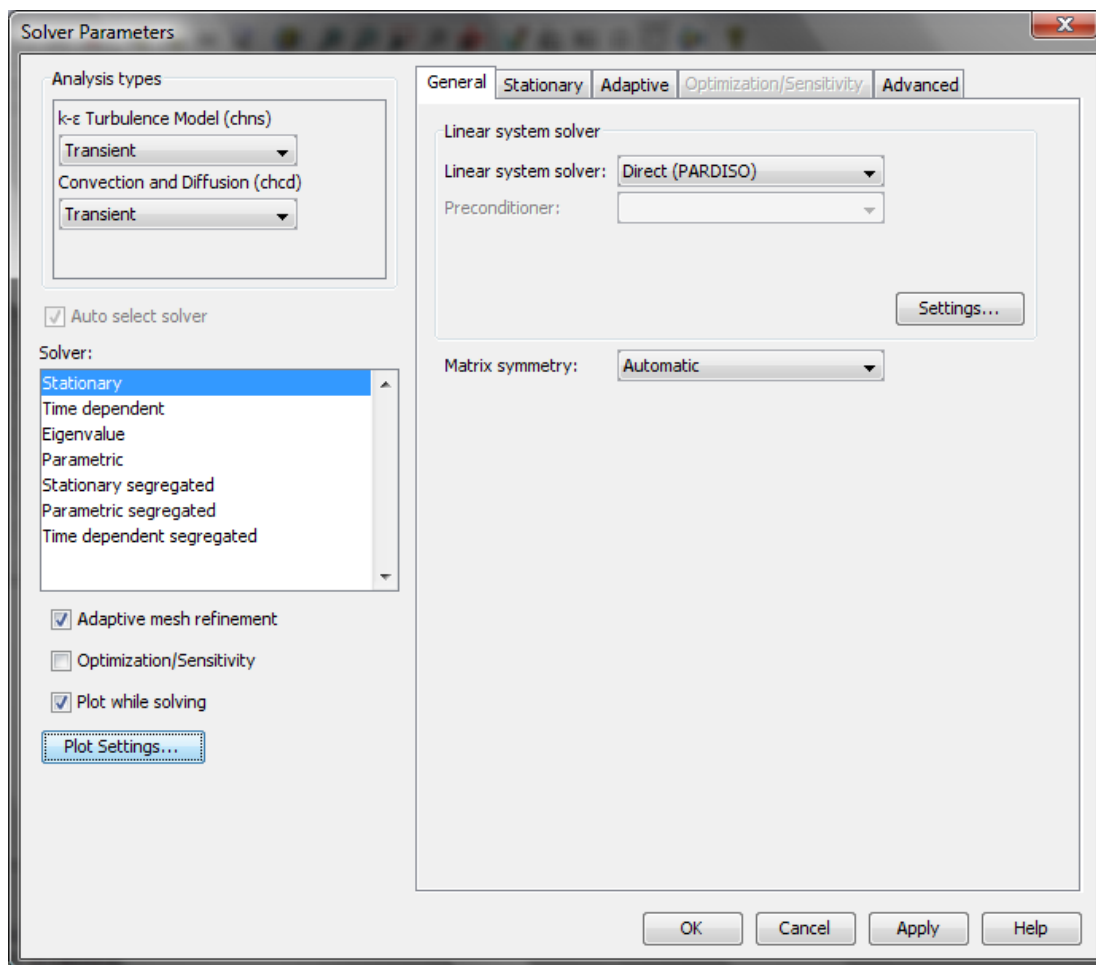 Solver Parameters
Analysis types
k-ε Turbulence Model (chns)
Transient
Convection and Diffusion (chcd)
Transient
Auto select solver
Solver:
Stationary
Time dependent
Eigenvalue
Parametric
Stationary segregated
Parametric segregated
Time dependent segregated
Adaptive mesh refinement
Optimization/Sensitivity
Plot while solving
Plot Settings...
General Stationary Adaptive Optimization/Sensitivity Advanced
Linear system solver
Linear system solver: Direct (PARDISO)
Preconditioner:
Settings...
Matrix symmetry: Automatic
OK Cancel Apply Help